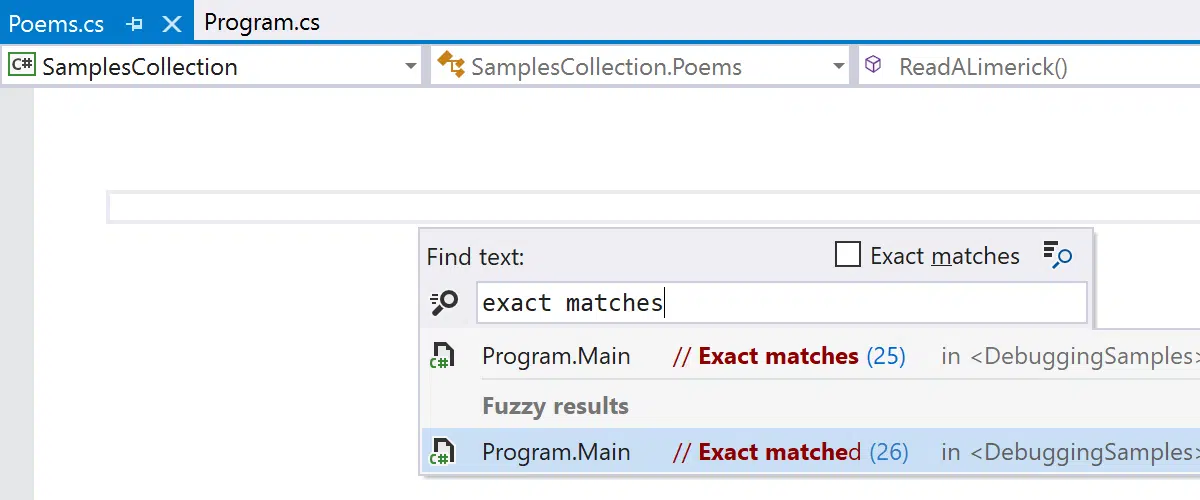 Poems.cs Program.cs
C# SamplesCollection SamplesCollection.Poems ReadALimerick()
Find text: Exact matches
exact matches
C# Program.Main // Exact matches (25) in <DebuggingSamples>
Fuzzy results
C# Program.Main // Exact matched (26) in <DebuggingSamples>